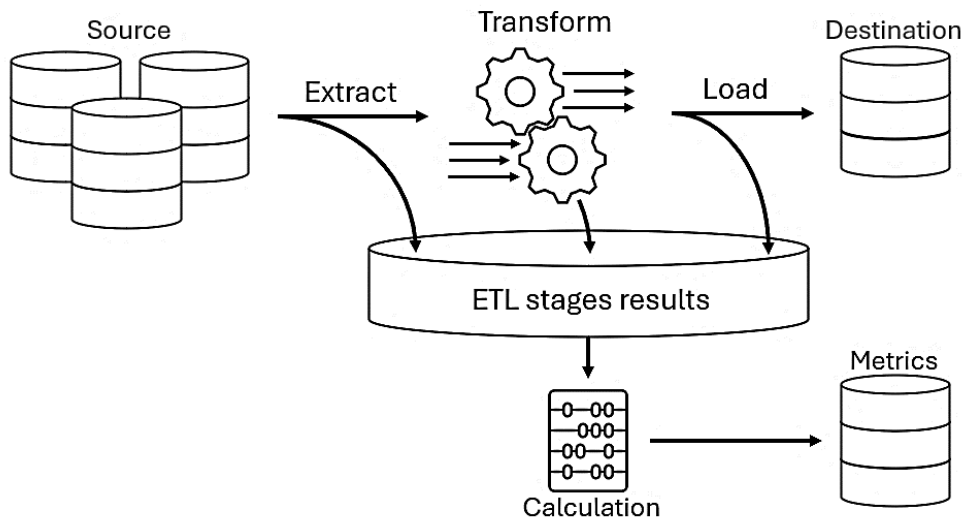 Source
Transform
Destination
Extract
Load
ETL stages results
Metrics
Calculation